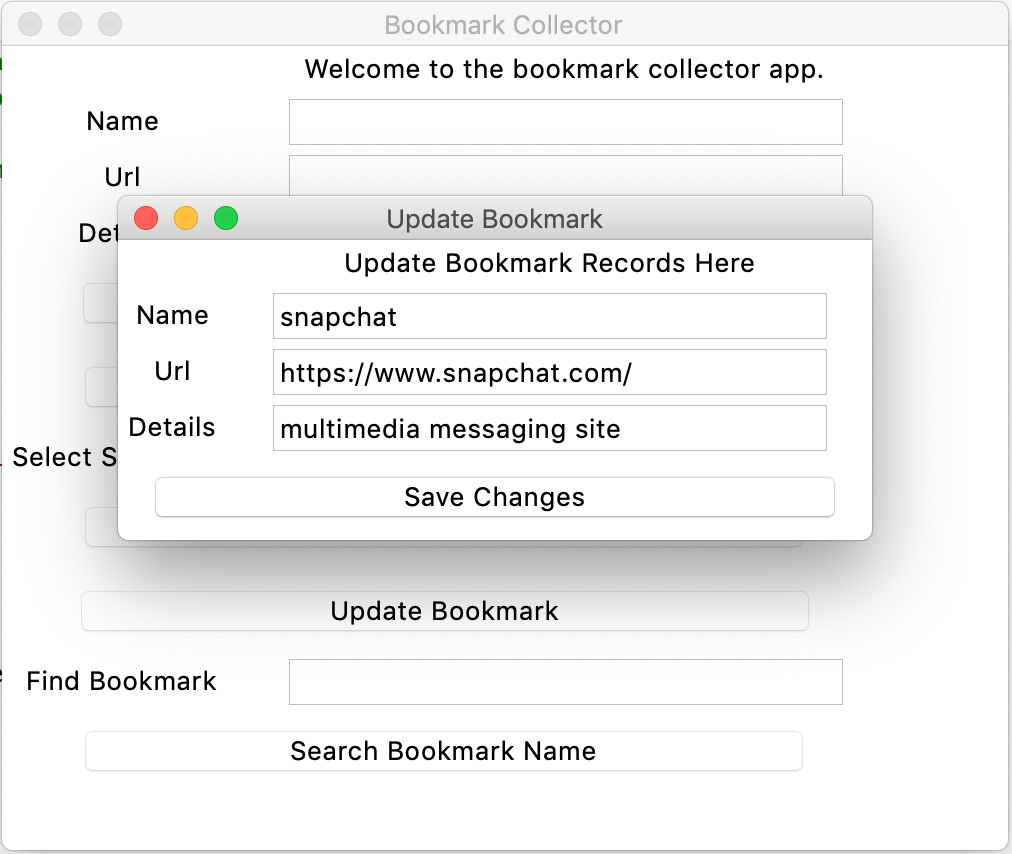 Bookmark Collector
Welcome to the bookmark collector app.
Name
Url
Update Bookmark
Update Bookmark Records Here
Name snapchat
Url https://www.snapchat.com/
Details multimedia messaging site
Save Changes
Select
Update Bookmark
Find Bookmark
Search Bookmark Name